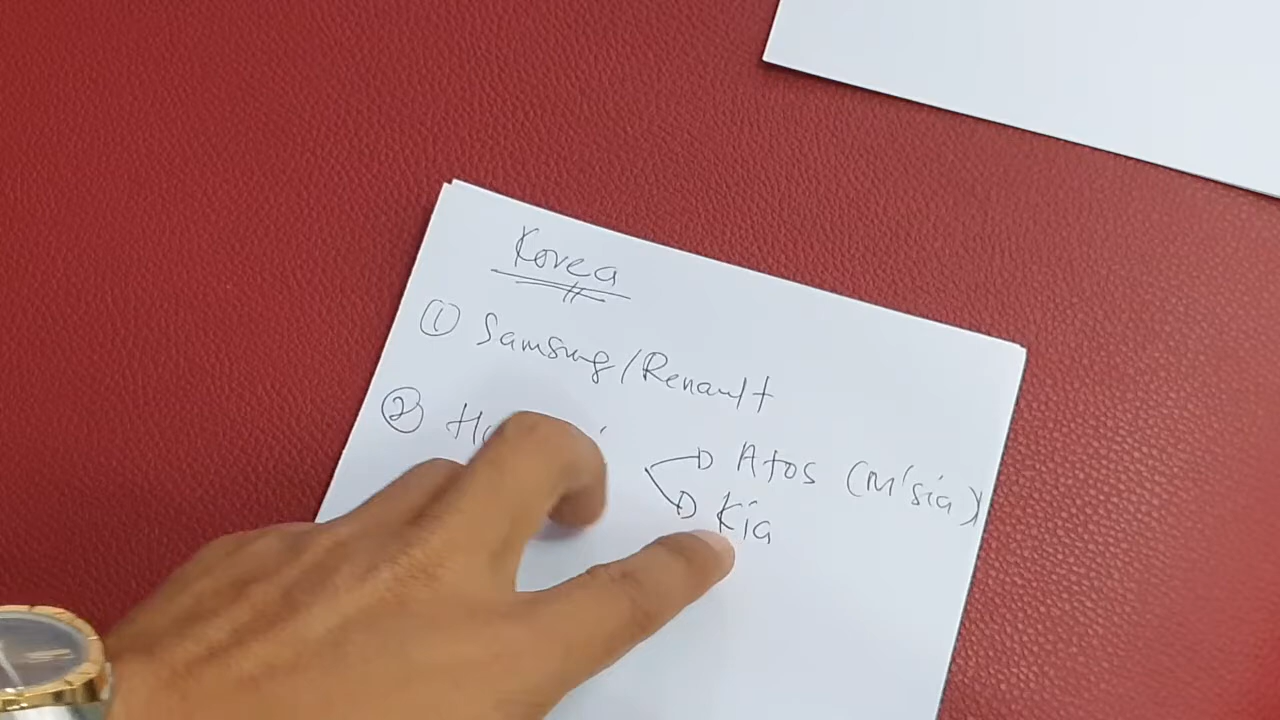 Korea
① Samsung/Renault
②
Atos (M'sia)
Kia